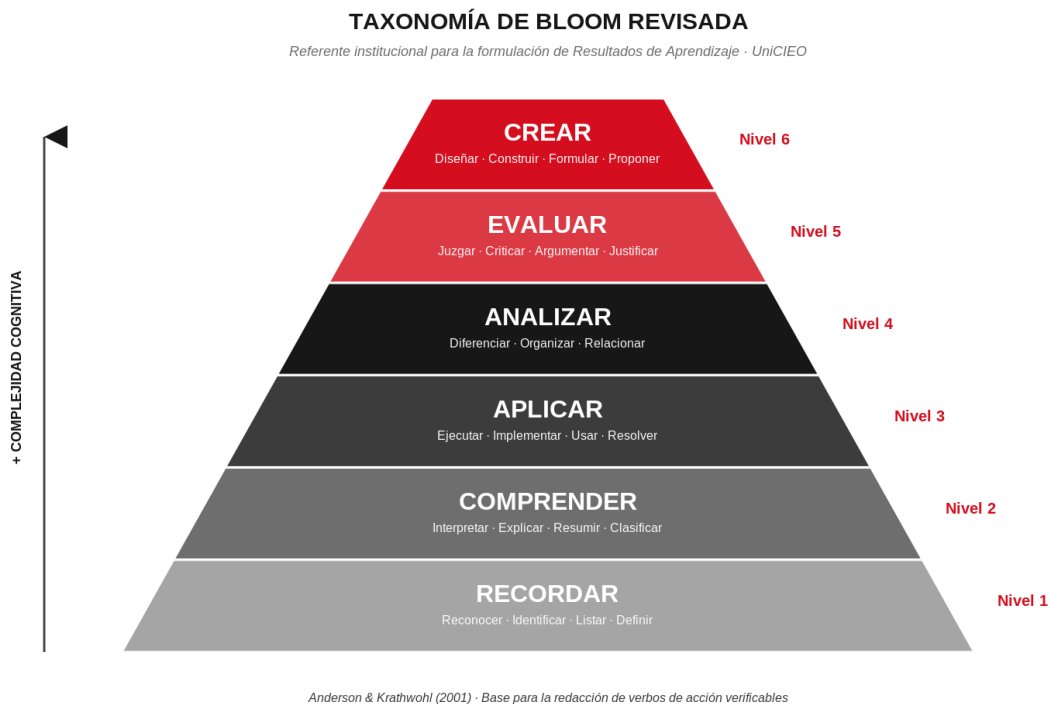 TAXONOMÍA DE BLOOM REVISADA
Referente institucional para la formulación de Resultados de Aprendizaje · UniCIEO
CREAR
Diseñar · Construir · Formular · Proponer
Nivel 6
EVALUAR
Juzgar · Criticar · Argumentar · Justificar
Nivel 5
ANALIZAR
Diferenciar · Organizar · Relacionar
Nivel 4
APLICAR
Ejecutar · Implementar · Usar · Resolver
Nivel 3
COMPRENDER
Interpretar · Explicar · Resumir · Clasificar
Nivel 2
RECORDAR
Reconocer · Identificar · Listar · Definir
Nivel 1
+ COMPLEJIDAD COGNITIVA
Anderson & Krathwohl (2001) · Base para la redacción de verbos de acción verificables